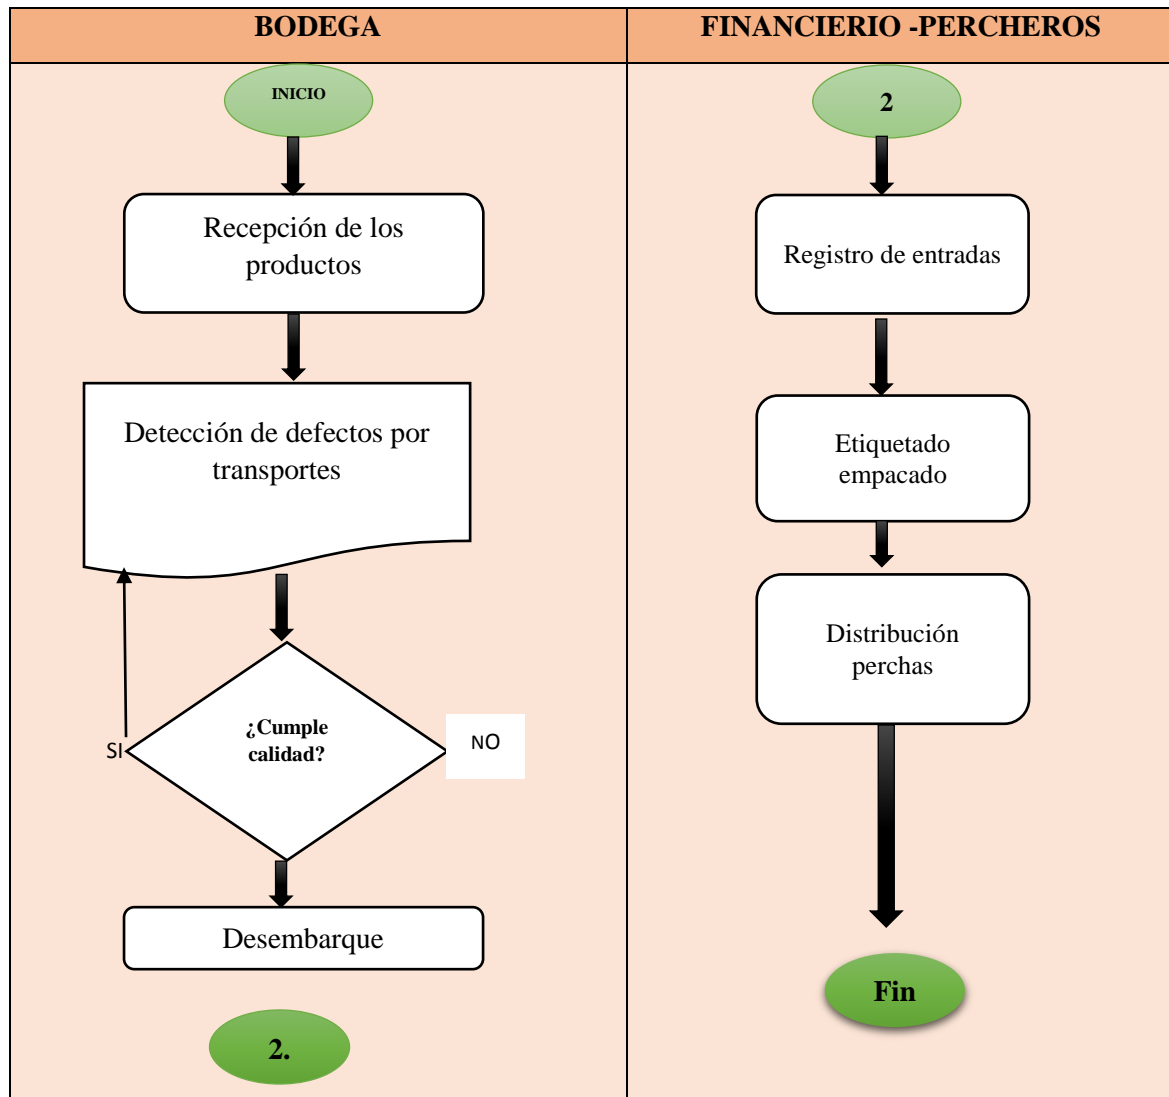 BODEGA
FINANCIERIO -PERCHEROS
INICIO
Recepción de los
productos
Detección de defectos por
transportes
¿Cumple
calidad?
SI
NO
Desembarque
2.
2
Registro de entradas
Etiquetado
empacado
Distribución
perchas
Fin